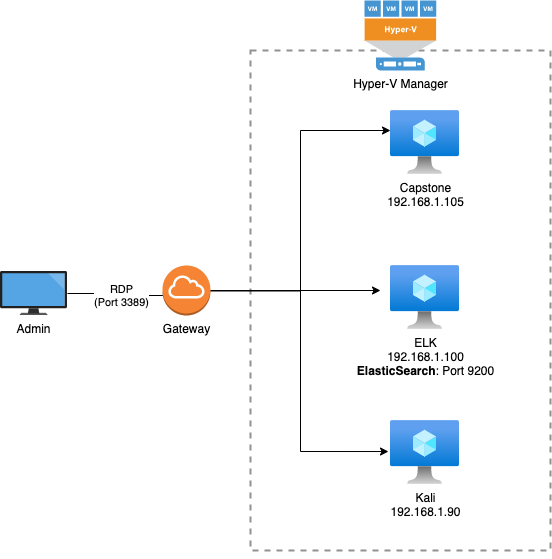 VM VM VM VM
Hyper-V
Hyper-V Manager
Capstone
192.168.1.105
RDP
(Port 3389)
Admin
Gateway
ELK
192.168.1.100
ElasticSearch: Port 9200
Kali
192.168.1.90